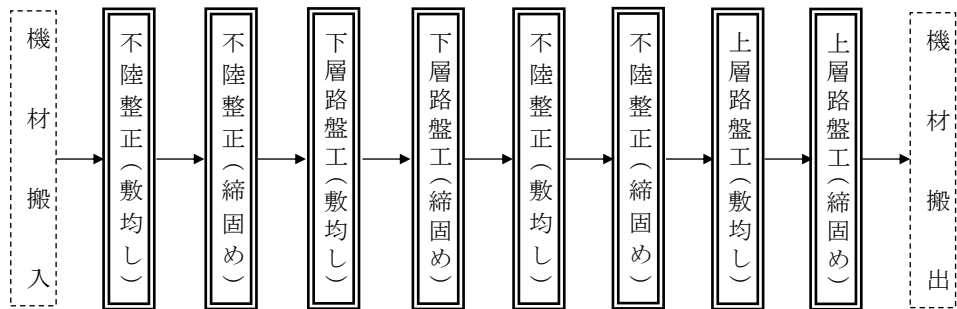 機材搬入
不陸整正(敷均し)
不陸整正(締固め)
下層路盤工(敷均し)
下層路盤工(締固め)
不陸整正(敷均し)
不陸整正(締固め)
上層路盤工(敷均し)
上層路盤工(締固め)
機材搬出